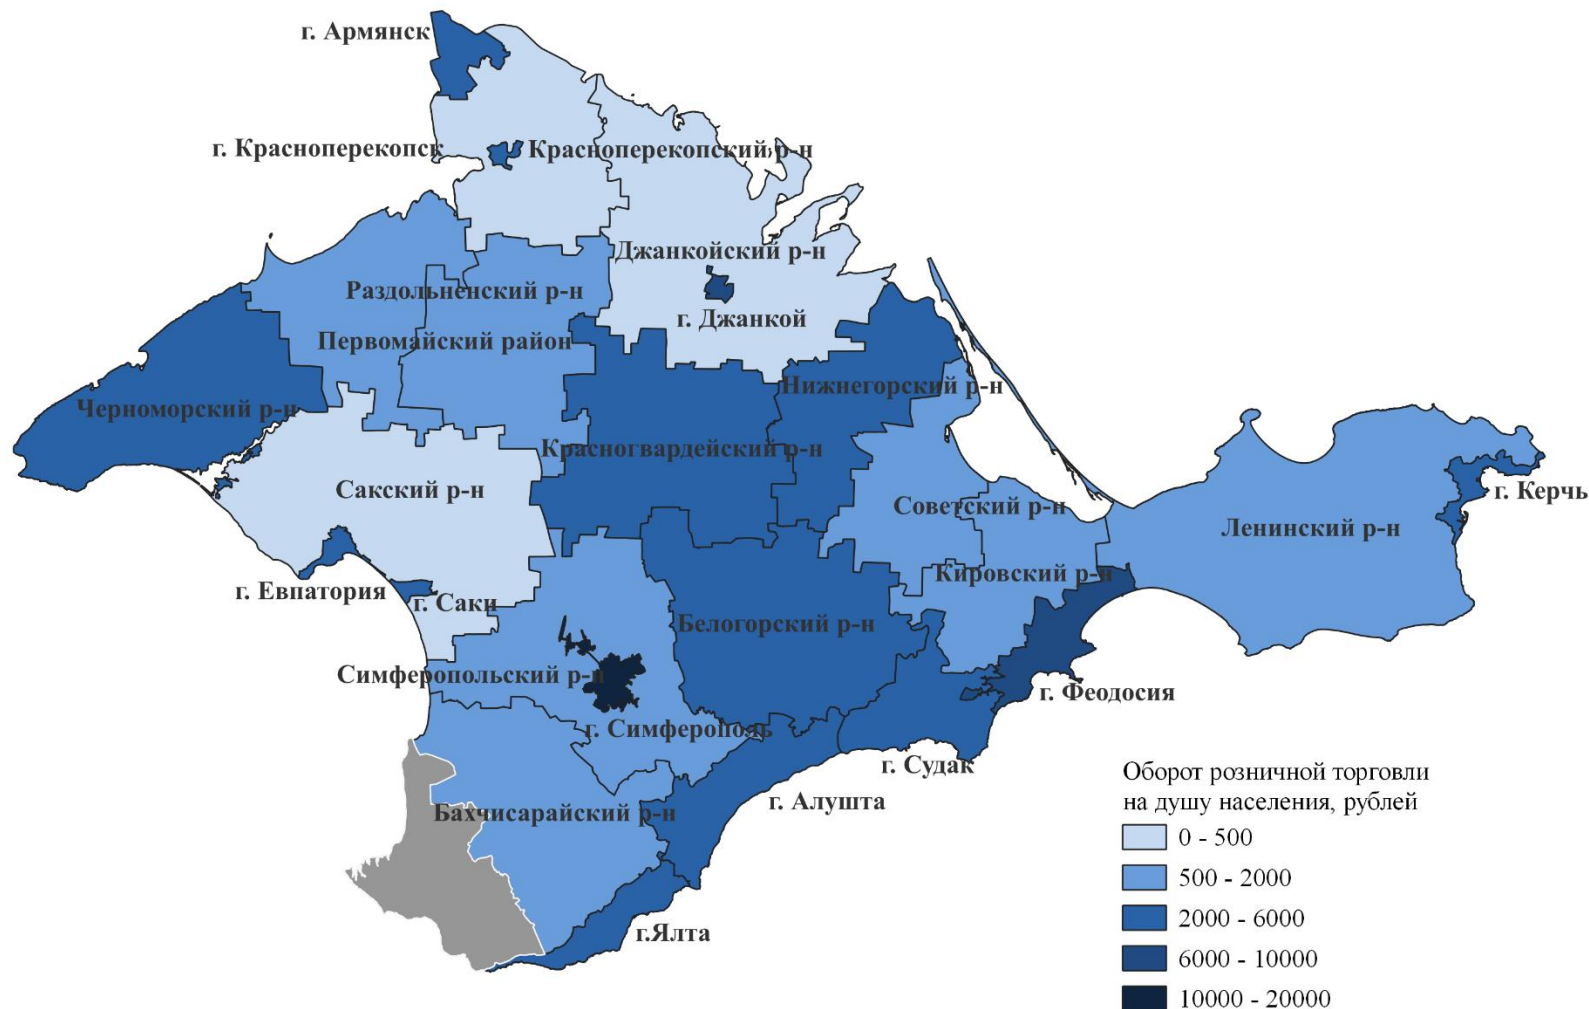 г. Армянск
г. Красноперекопск
Красноперекопский р-н
Джанкойский р-н
Раздольненский р-н
г. Джанкой
Первомайский район
Нижнегорский р-н
Черноморский р-н
Красногвардейский р-н
Сакский р-н
г. Керчь
Советский р-н
Ленинский р-н
Кировский р-н
г. Евпатория
г. Саки
Белогорский р-н
Симферопольский р-н
г. Феодосия
г. Симферополь
г. Судак
г. Алушта
Бахчисарайский р-н
г.Ялта
Оборот розничной торговли
на душу населения, рублей
0 - 500
500 - 2000
2000 - 6000
6000 - 10000
10000 - 20000